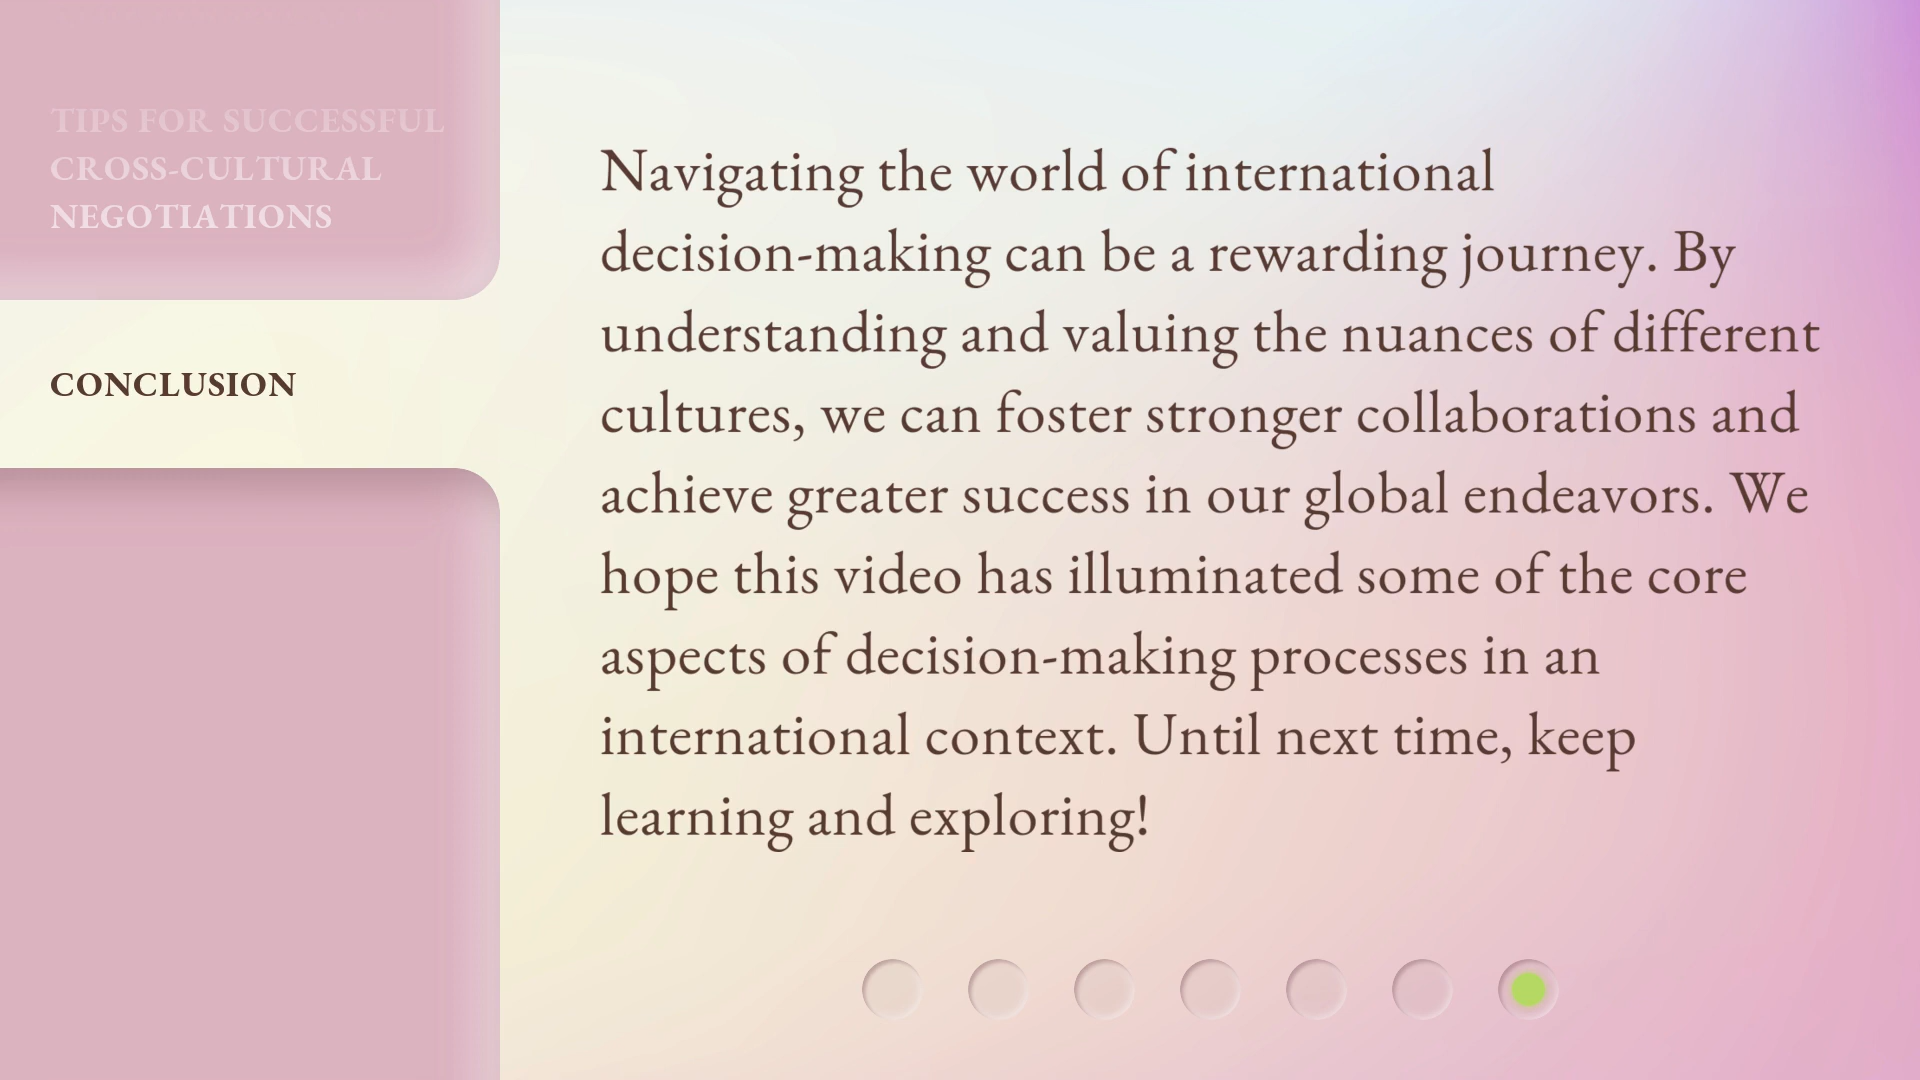 TIPS FOR SUCCESSFUL
CROSS-CULTURAL
NEGOTIATIONS
CONCLUSION
Navigating the world of international
decision-making can be a rewarding journey. By
understanding and valuing the nuances of different
cultures, we can foster stronger collaborations and
achieve greater success in our global endeavors. We
hope this video has illuminated some of the core
aspects of decision-making processes in an
international context. Until next time, keep
learning and exploring!